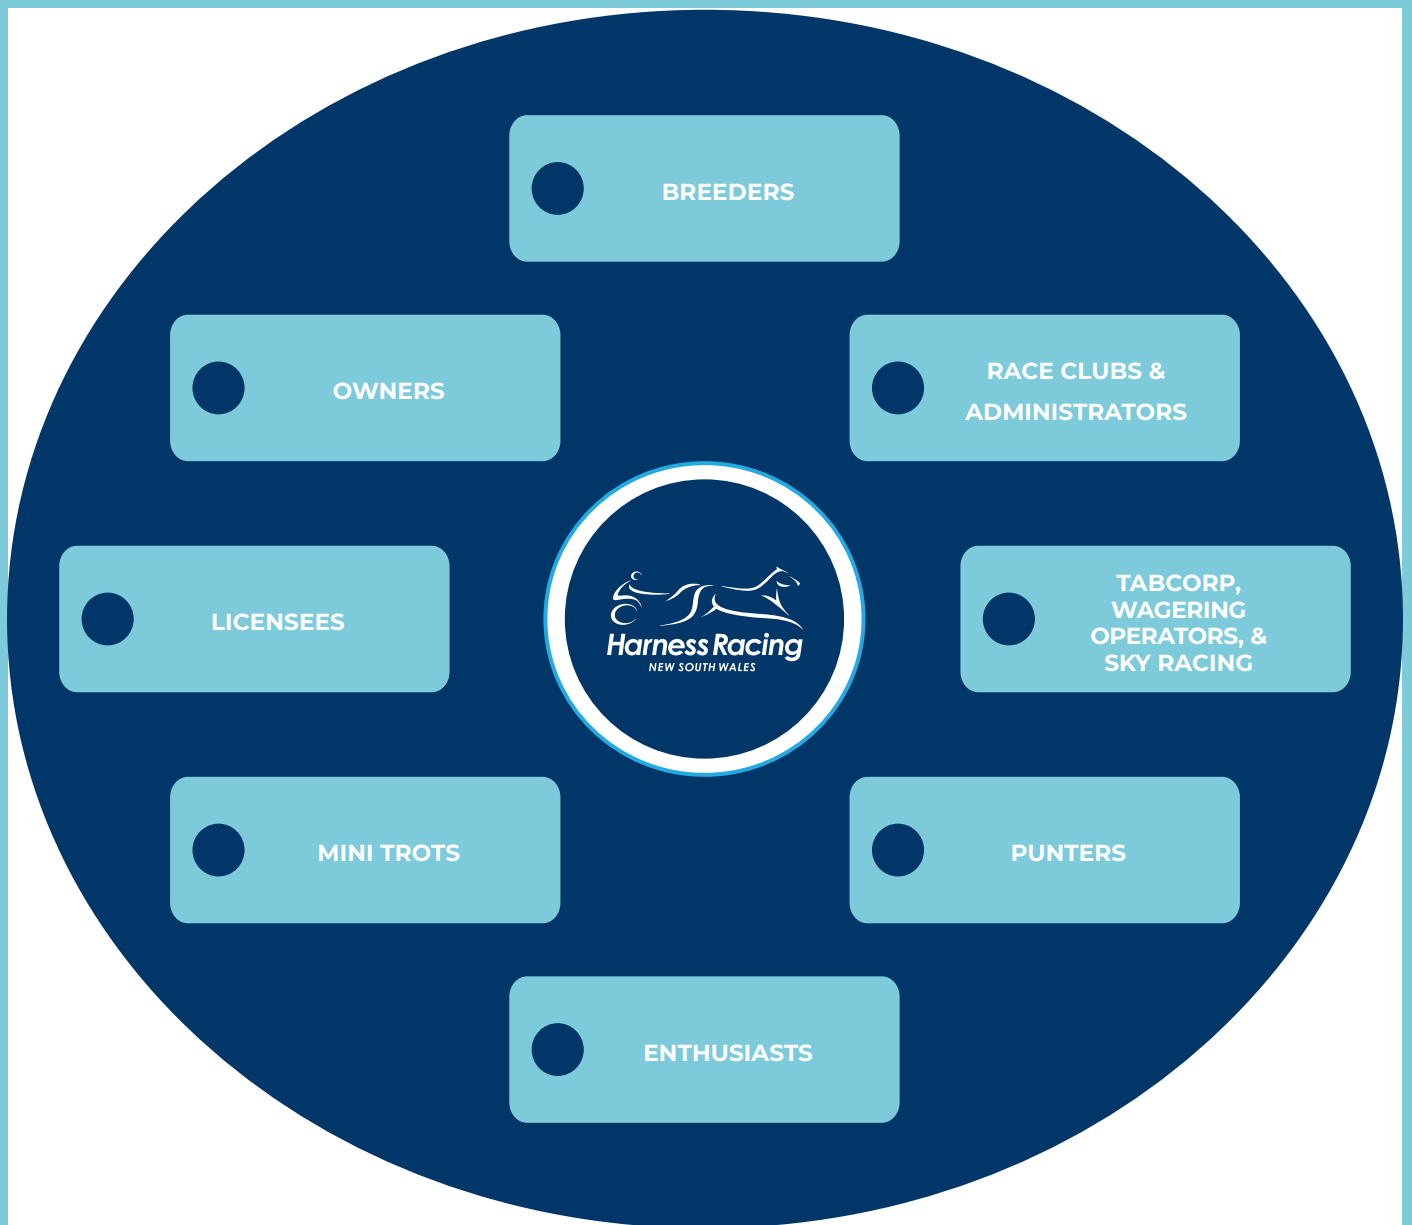 BREEDERS
OWNERS
RACE CLUBS &
ADMINISTRATORS
LICENSEES
Harness Racing
NEW SOUTH WALES
TABCORP,
WAGERING
OPERATORS, &
SKY RACING
MINI TROTS
PUNTERS
ENTHUSIASTS